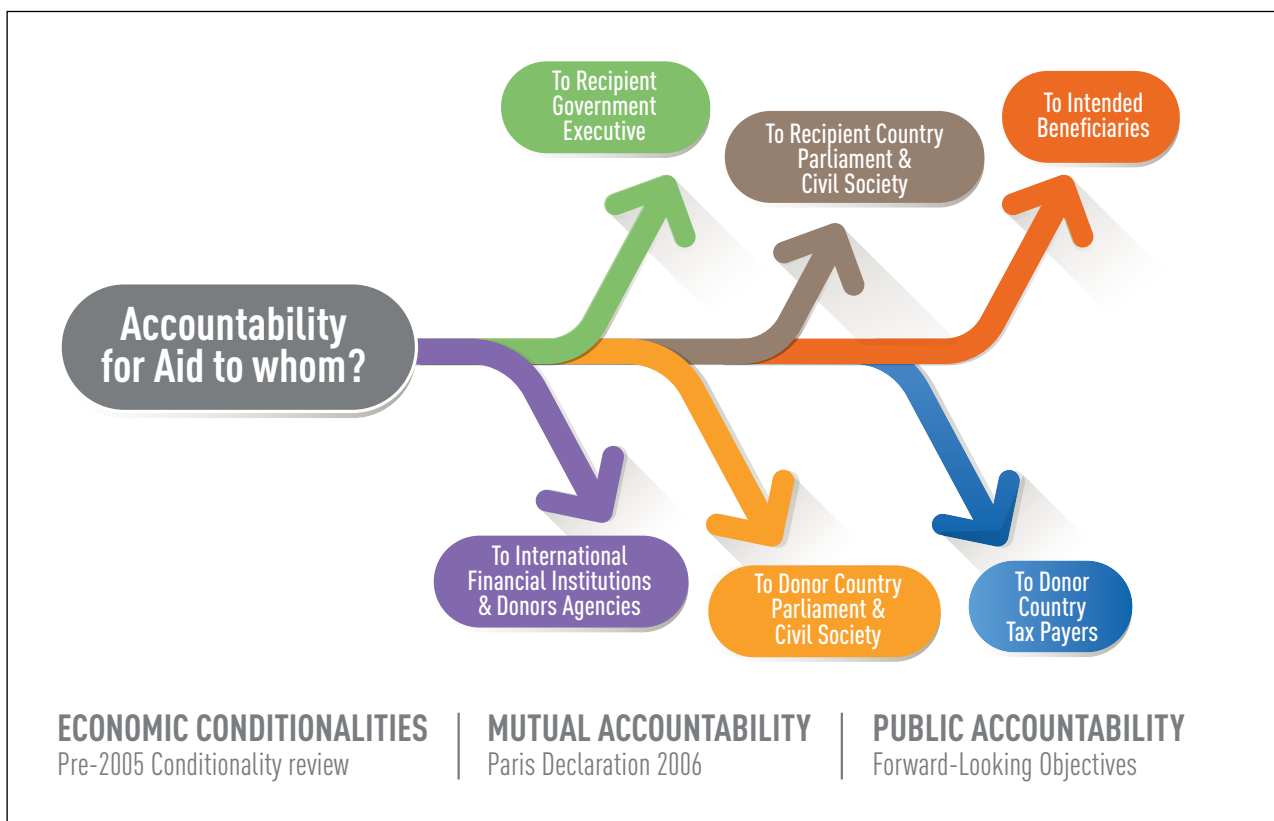 To Recipient
Government
Executive
To Recipient Country
Parliament &
Civil Society
To Intended
Beneficiaries
Accountability
for Aid to whom?
To International
Financial Institutions
& Donors Agencies
To Donor Country
Parliament &
Civil Society
To Donor
Country
Tax Payers
ECONOMIC CONDITIONALITIES
Pre-2005 Conditionality review
MUTUAL ACCOUNTABILITY
Paris Declaration 2006
PUBLIC ACCOUNTABILITY
Forward-Looking Objectives